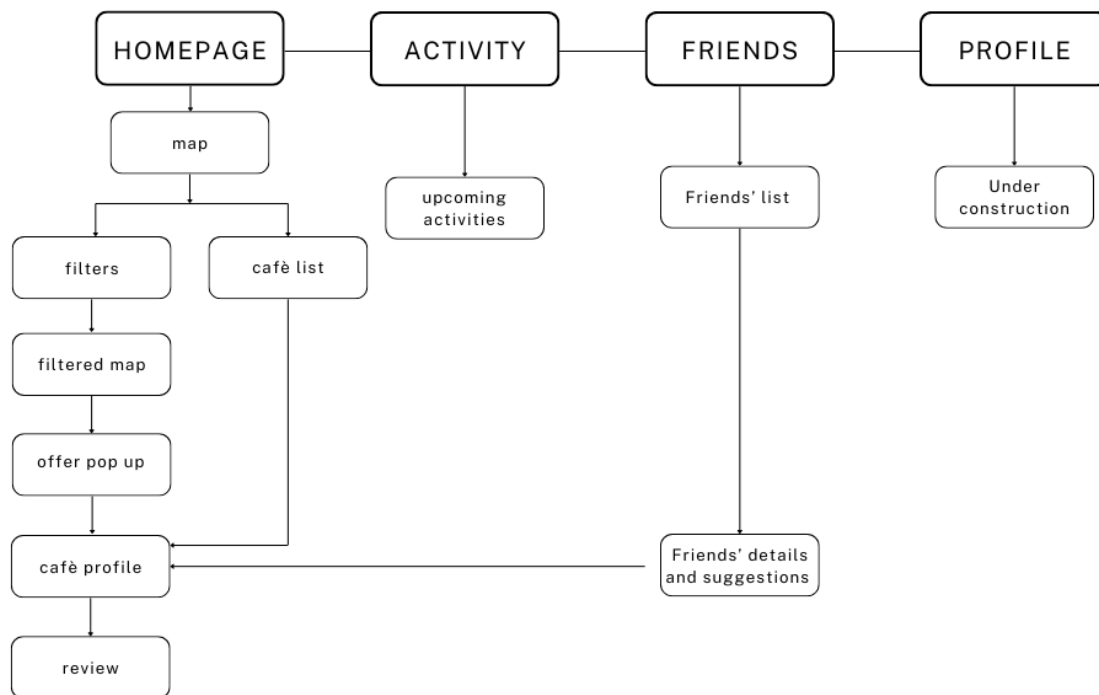 HOMEPAGE
ACTIVITY
FRIENDS
PROFILE
map
upcoming
activities
Friends’ list
Under
construction
filters
cafè list
filtered map
offer pop up
cafè profile
Friends’ details
and suggestions
review